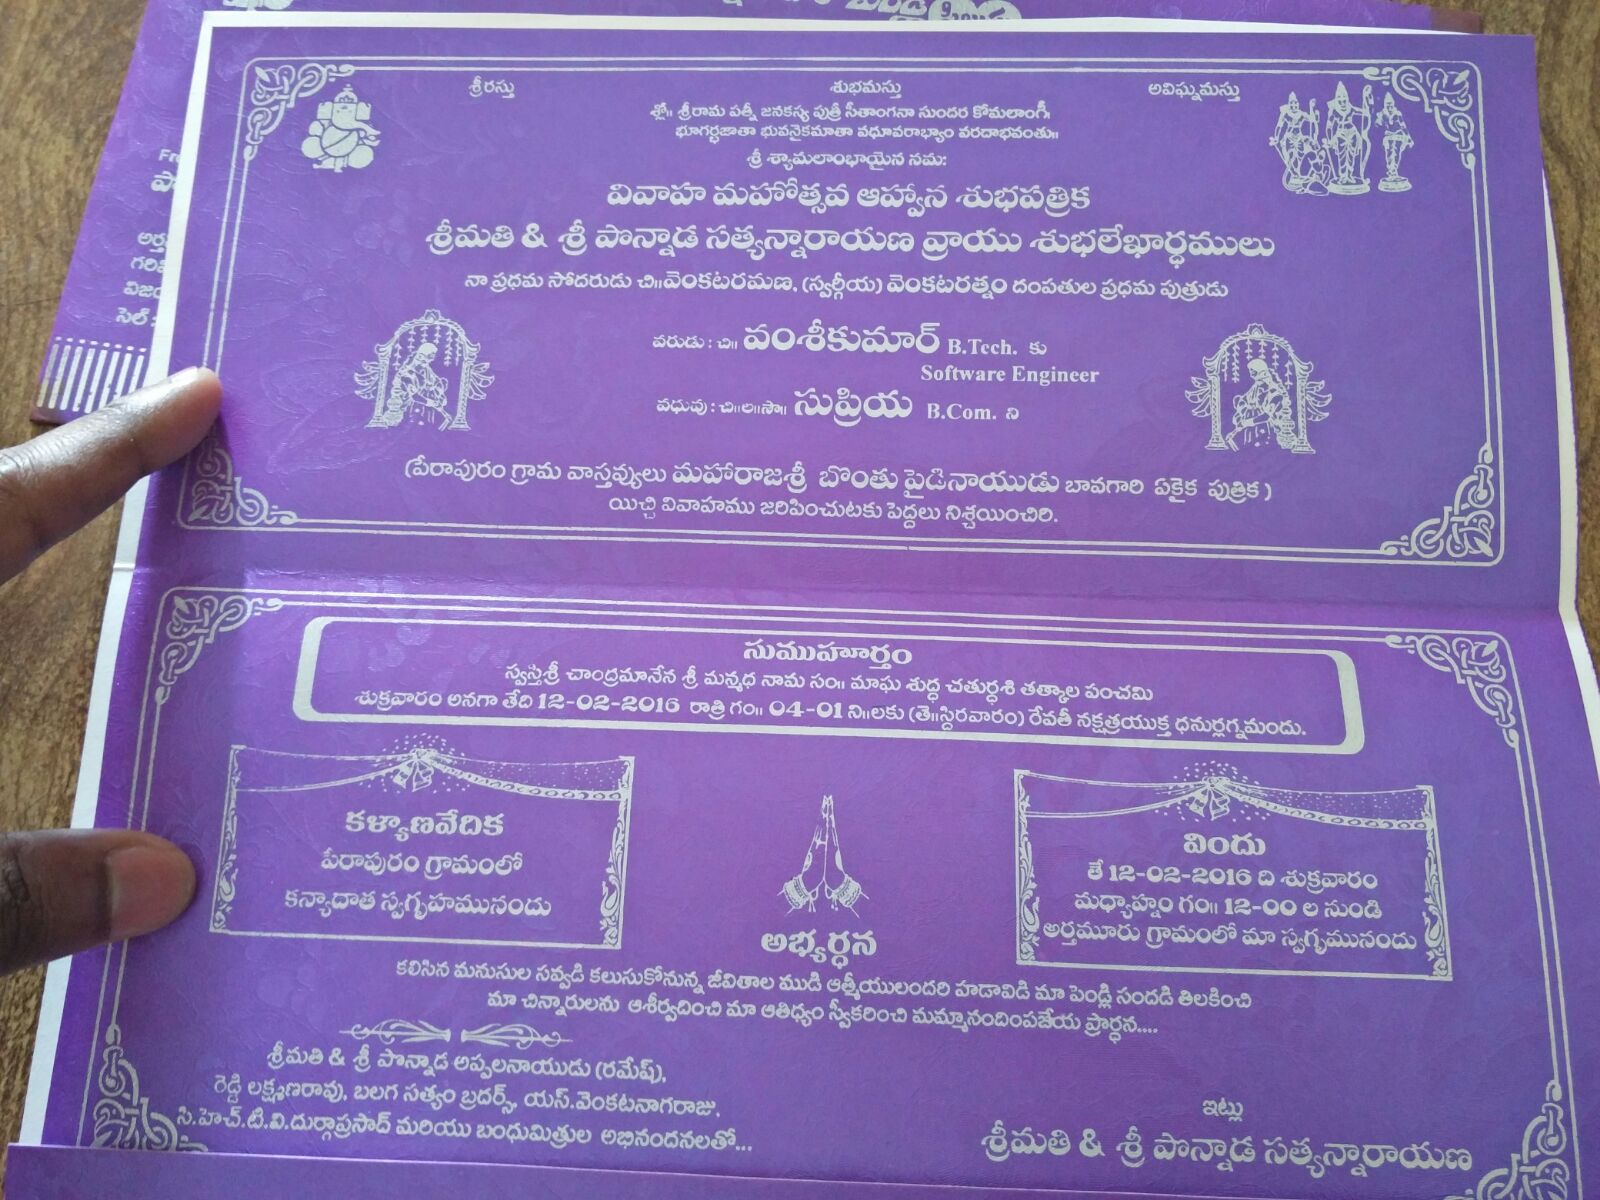 శ్రీరస్తు శుభమస్తు అవిఘ్నమస్తు
శ్లో॥ శ్రీరామ పత్నీ జనకస్య పుత్రీ సీతాంగనా సుందర కోమలాంగీ।
భూగర్భజాతా భువనైకమాతా వధూవరాభ్యాం వరదాభవంతు॥
శ్రీ శ్యామలాంభాయైన నమః
వివాహ మహోత్సవ ఆహ్వాన శుభపత్రిక
శ్రీమతి & శ్రీ పొన్నాడ సత్యన్నారాయణ వ్రాయు శుభలేఖార్ధములు
నా ప్రధమ సోదరుడు చి॥వెంకటరమణ, (స్వర్గీయ) వెంకటరత్నం దంపతుల ప్రధమ పుత్రుడు
వరుడు : చి॥ వంశీకుమార్ B.Tech. కు
Software Engineer
వధువు : చి॥ల॥సౌ॥ సుప్రియ B.Com. ని
(పేరాపురం గ్రామ వాస్తవ్యులు మహారాజశ్రీ బొంతు పైడినాయుడు బావగారి ఏకైక పుత్రిక )
యిచ్చి వివాహము జరిపించుటకు పెద్దలు నిశ్చయించిరి.
సుముహూర్తం
స్వస్తిశ్రీ చాంద్రమానేన శ్రీ మన్మధ నామ సం॥ మాఘ శుద్ధ చతుర్ధశి తత్కాల పంచమి
శుక్రవారం అనగా తేది 12-02-2016 రాత్రి గం॥ 04-01 ని॥లకు (తె॥స్థిరవారం) రేవతీ నక్షత్రయుక్త ధనుర్లగ్నమందు.
కళ్యాణవేదిక
పేరాపురం గ్రామంలో
కన్యాదాత స్వగృహమునందు
విందు
తే 12-02-2016 ది శుక్రవారం
మధ్యాహ్నం గం॥ 12-00 ల నుండి
అర్తమూరు గ్రామంలో మా స్వగృమునందు
అభ్యర్ధన
కలిసిన మనుసుల సవ్వడి కలుసుకోనున్న జీవితాల ముడి ఆత్మీయులందరి హడావిడి మా పెండ్లి సందడి తిలకించి
మా చిన్నారులను ఆశీర్వదించి మా ఆతిధ్యం స్వీకరించి మమ్మానందింపజేయ ప్రార్ధన....
శ్రీమతి & శ్రీ పొన్నాడ అప్పలనాయుడు (రమేష్),
రెడ్డి లక్ష్మణరావు, బలగ సత్యం బ్రదర్స్, యస్.వెంకటనాగరాజు,
సి.హెచ్.టి.వి.దుర్గాప్రసాద్ మరియు బంధుమిత్రుల అభినందనలతో...
ఇట్లు
శ్రీమతి & శ్రీ పొన్నాడ సత్యన్నారాయణ